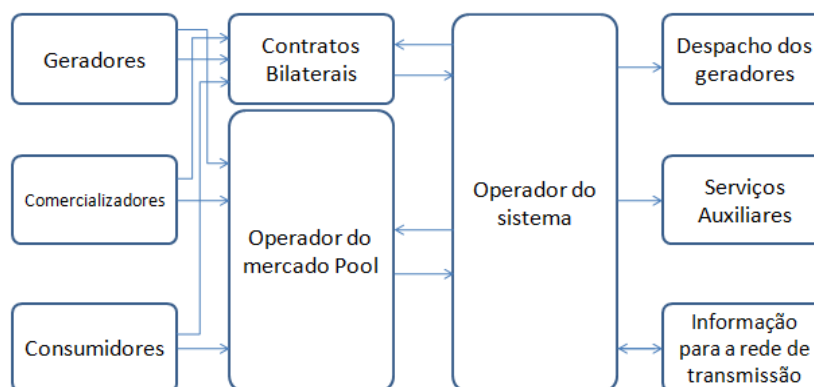 Geradores
Contratos
Bilaterais
Despacho dos
geradores
Comercializadores
Operador do
mercado Pool
Operador do
sistema
Serviços
Auxiliares
Consumidores
Informação
para a rede de
transmissão